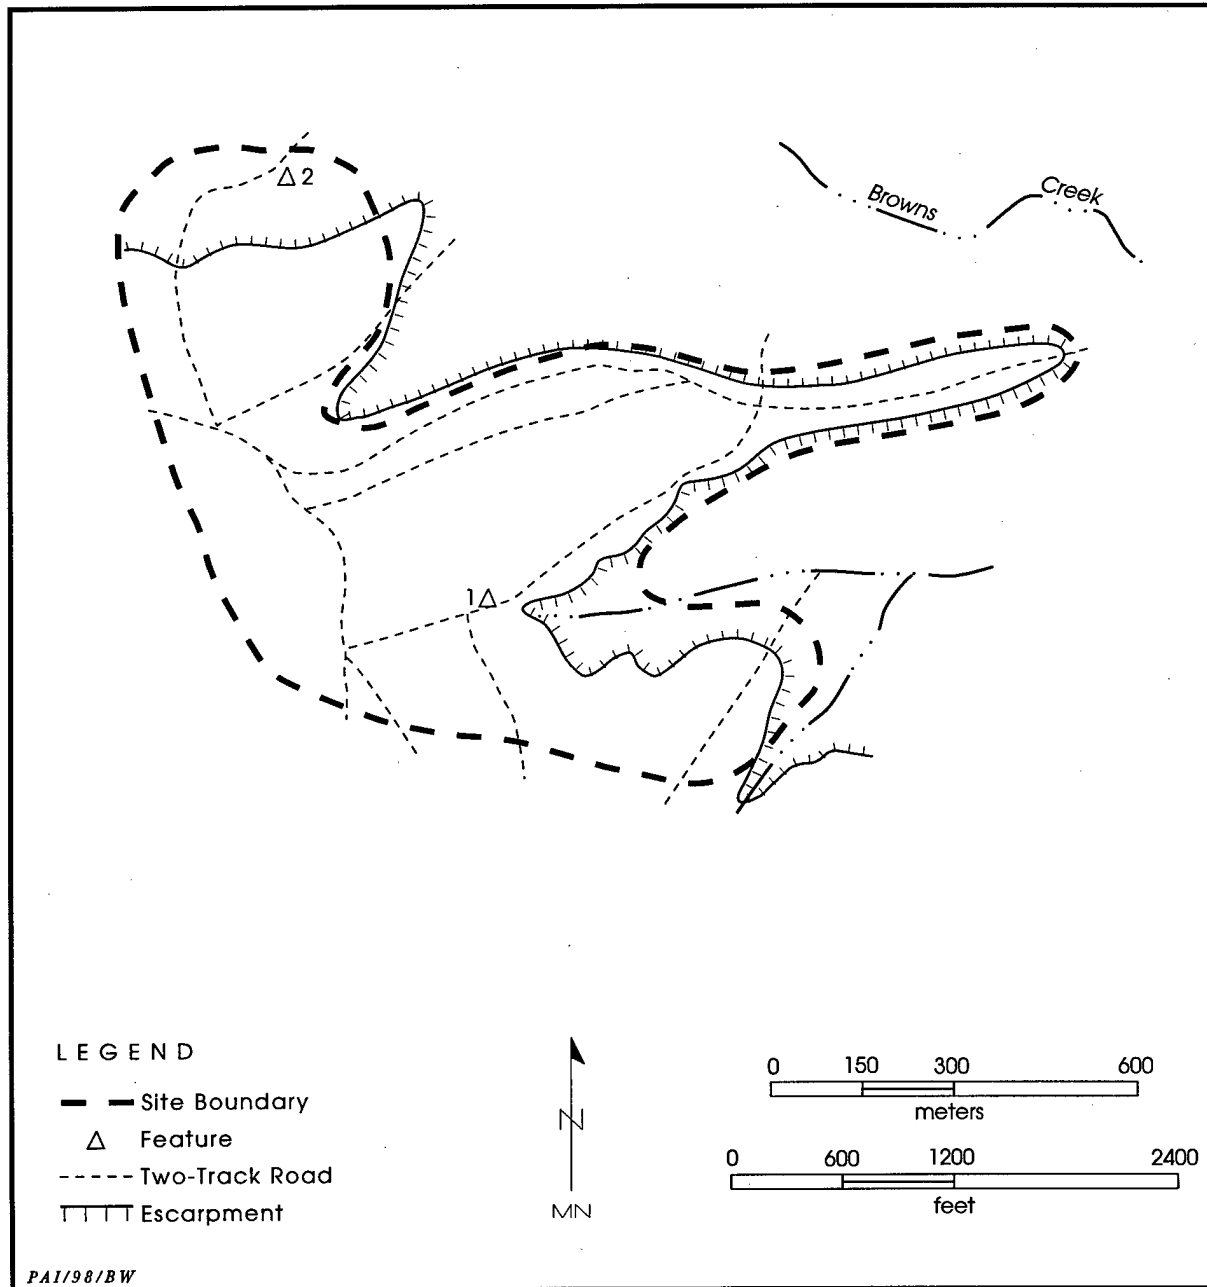 2
Browns Creek
1
LEGEND
Site Boundary
Feature
Two-Track Road
Escarpment
N
MN
0 150 300 600
meters
0 600 1200 2400
feet
PAI/98/BW